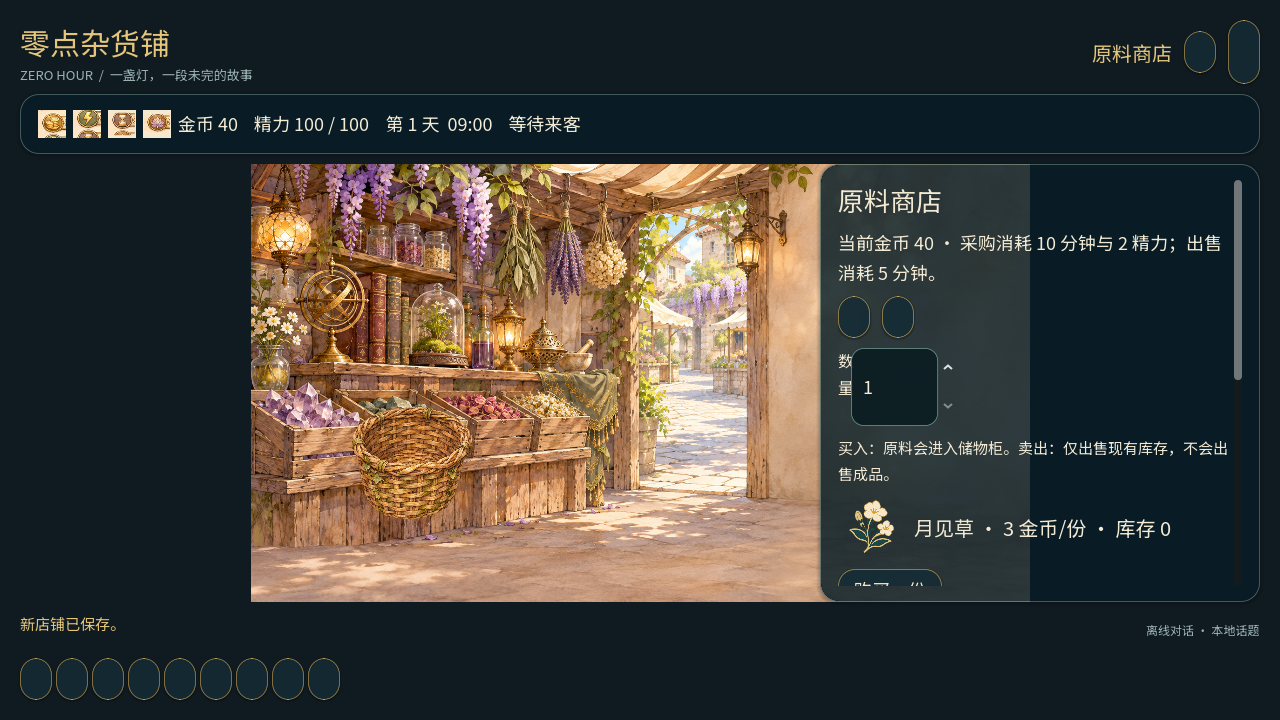 零点杂货铺
ZERO HOUR / 一盏灯，一段未完的故事
原料商店
金币 40 精力 100 / 100 第 1 天 09:00 等待来客
原料商店
当前金币 40 · 采购消耗 10 分钟与 2 精力；出售
消耗 5 分钟。
数量
1
买入：原料会进入储物柜。卖出：仅出售现有库存，不会出
售成品。
月见草 · 3 金币/份 · 库存 0
新店铺已保存。
离线对话 · 本地话题